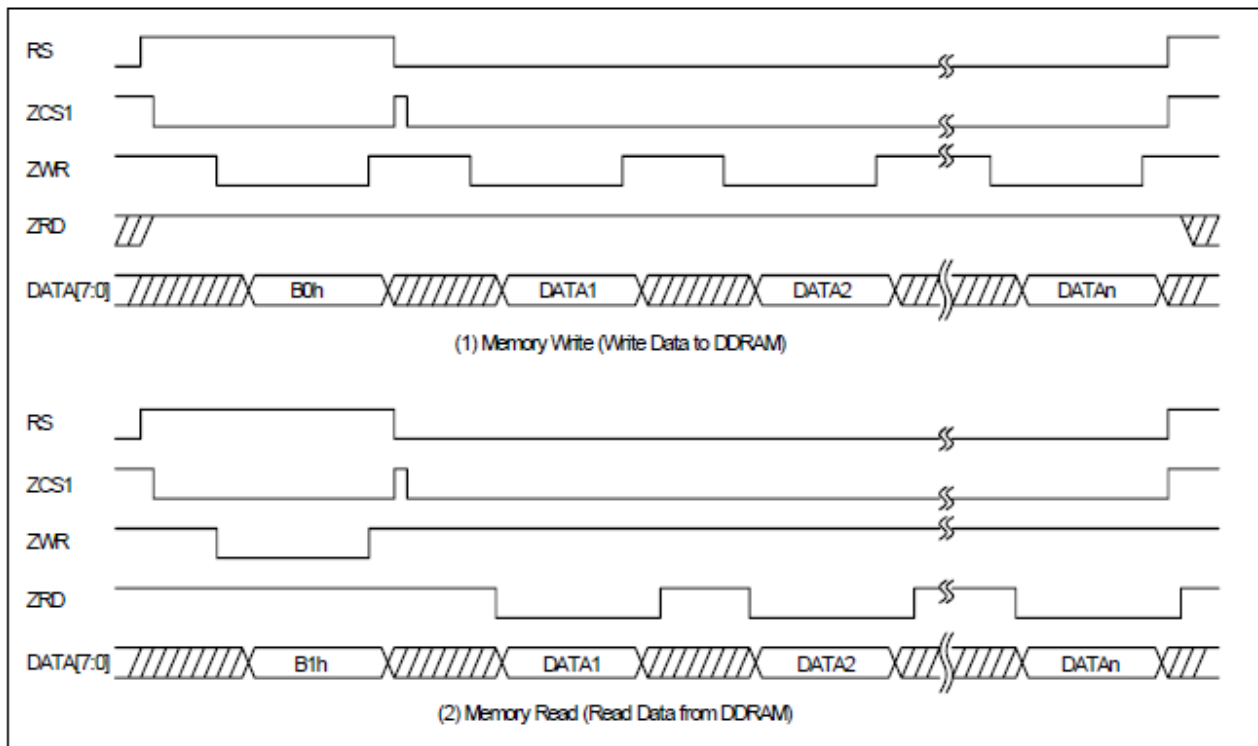 RS
ZCS1
ZWR
ZRD
DATA[7:0] B0h DATA1 DATA2 DATAn
(1) Memory Write (Write Data to DDRAM)
RS
ZCS1
ZWR
ZRD
DATA[7:0] B1h DATA1 DATA2 DATAn
(2) Memory Read (Read Data from DDRAM)